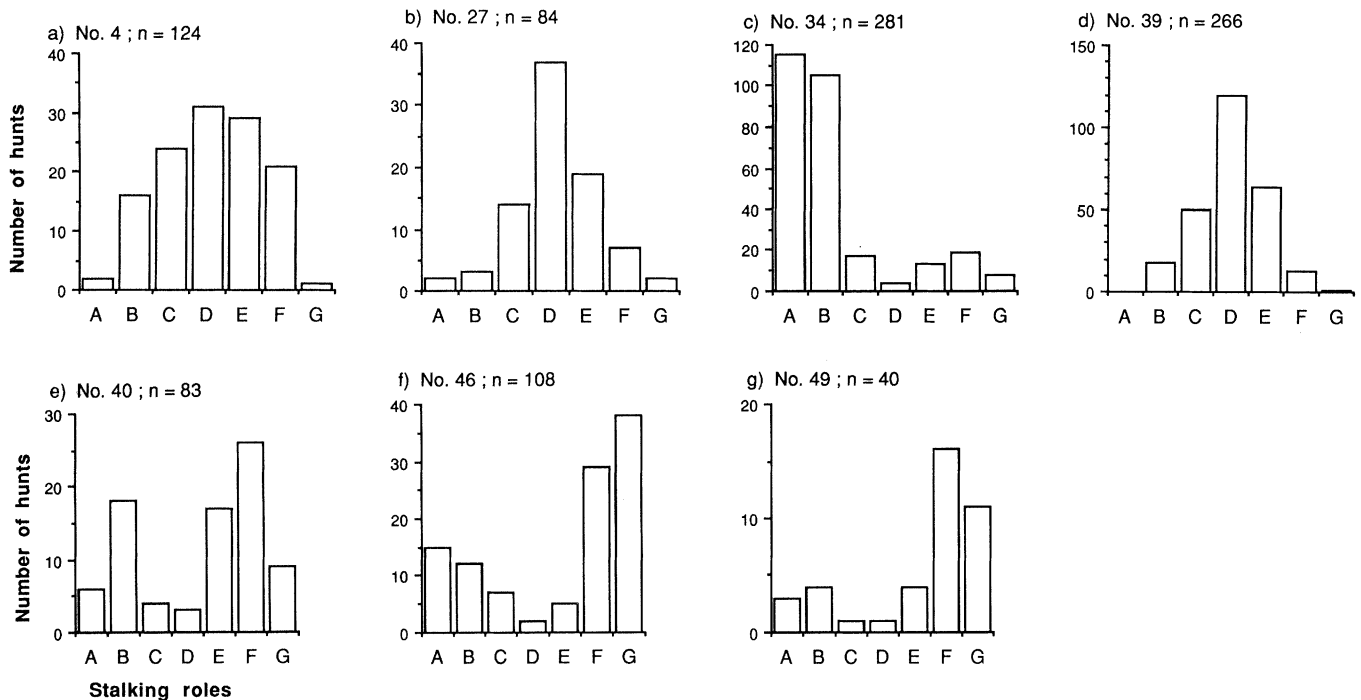 a) No. 4 ; n = 124
Number of hunts
40
30
20
10
0
A B C D E F G
b) No. 27 ; n = 84
40
30
20
10
0
A B C D E F G
c) No. 34 ; n = 281
120
100
80
60
40
20
0
A B C D E F G
d) No. 39 ; n = 266
150
100
50
0
A B C D E F G
e) No. 40 ; n = 83
Number of hunts
30
20
10
0
A B C D E F G
Stalking roles
f) No. 46 ; n = 108
40
30
20
10
0
A B C D E F G
g) No. 49 ; n = 40
20
10
0
A B C D E F G